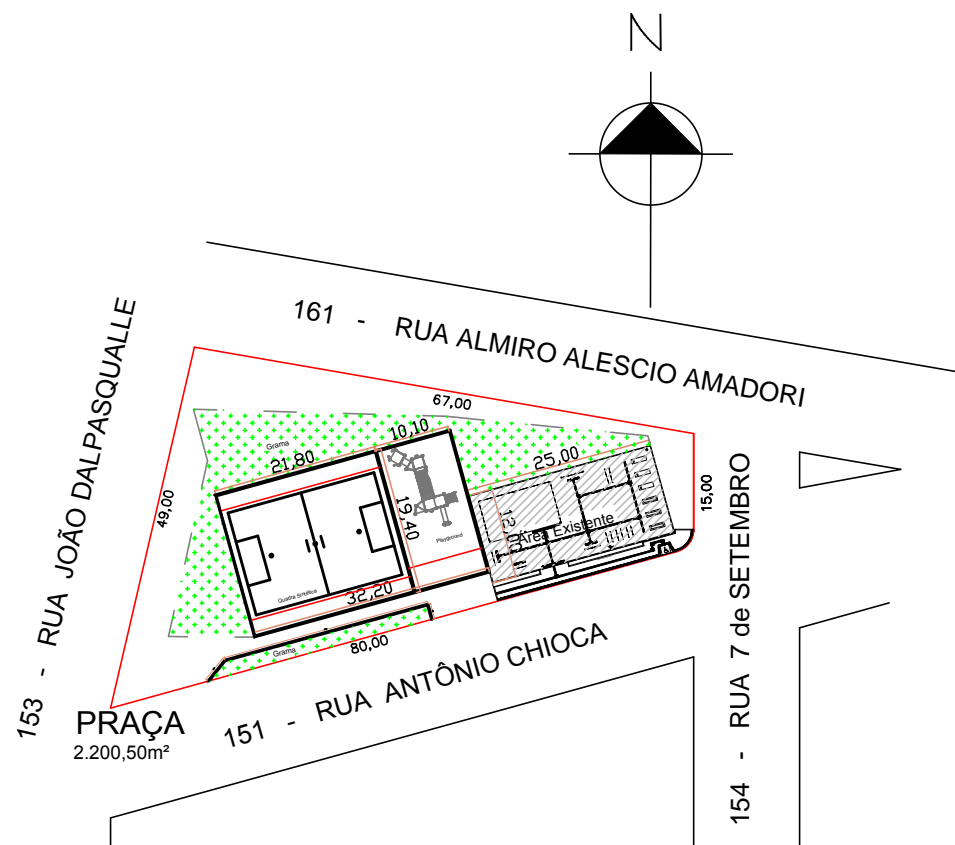 N
161 - RUA ALMIRO ALESCIO AMADORI
153 - RUA JOÃO DALPASQUALLE
67,00
10,10
Grama
21,80
25,00
49,00
15,00
19,40
12,00
Área Existente
Playground
Quadra Sintética
32,20
Grama
80,00
151 - RUA ANTÔNIO CHIOCA
154 - RUA 7 de SETEMBRO
PRAÇA
2.200,50m²